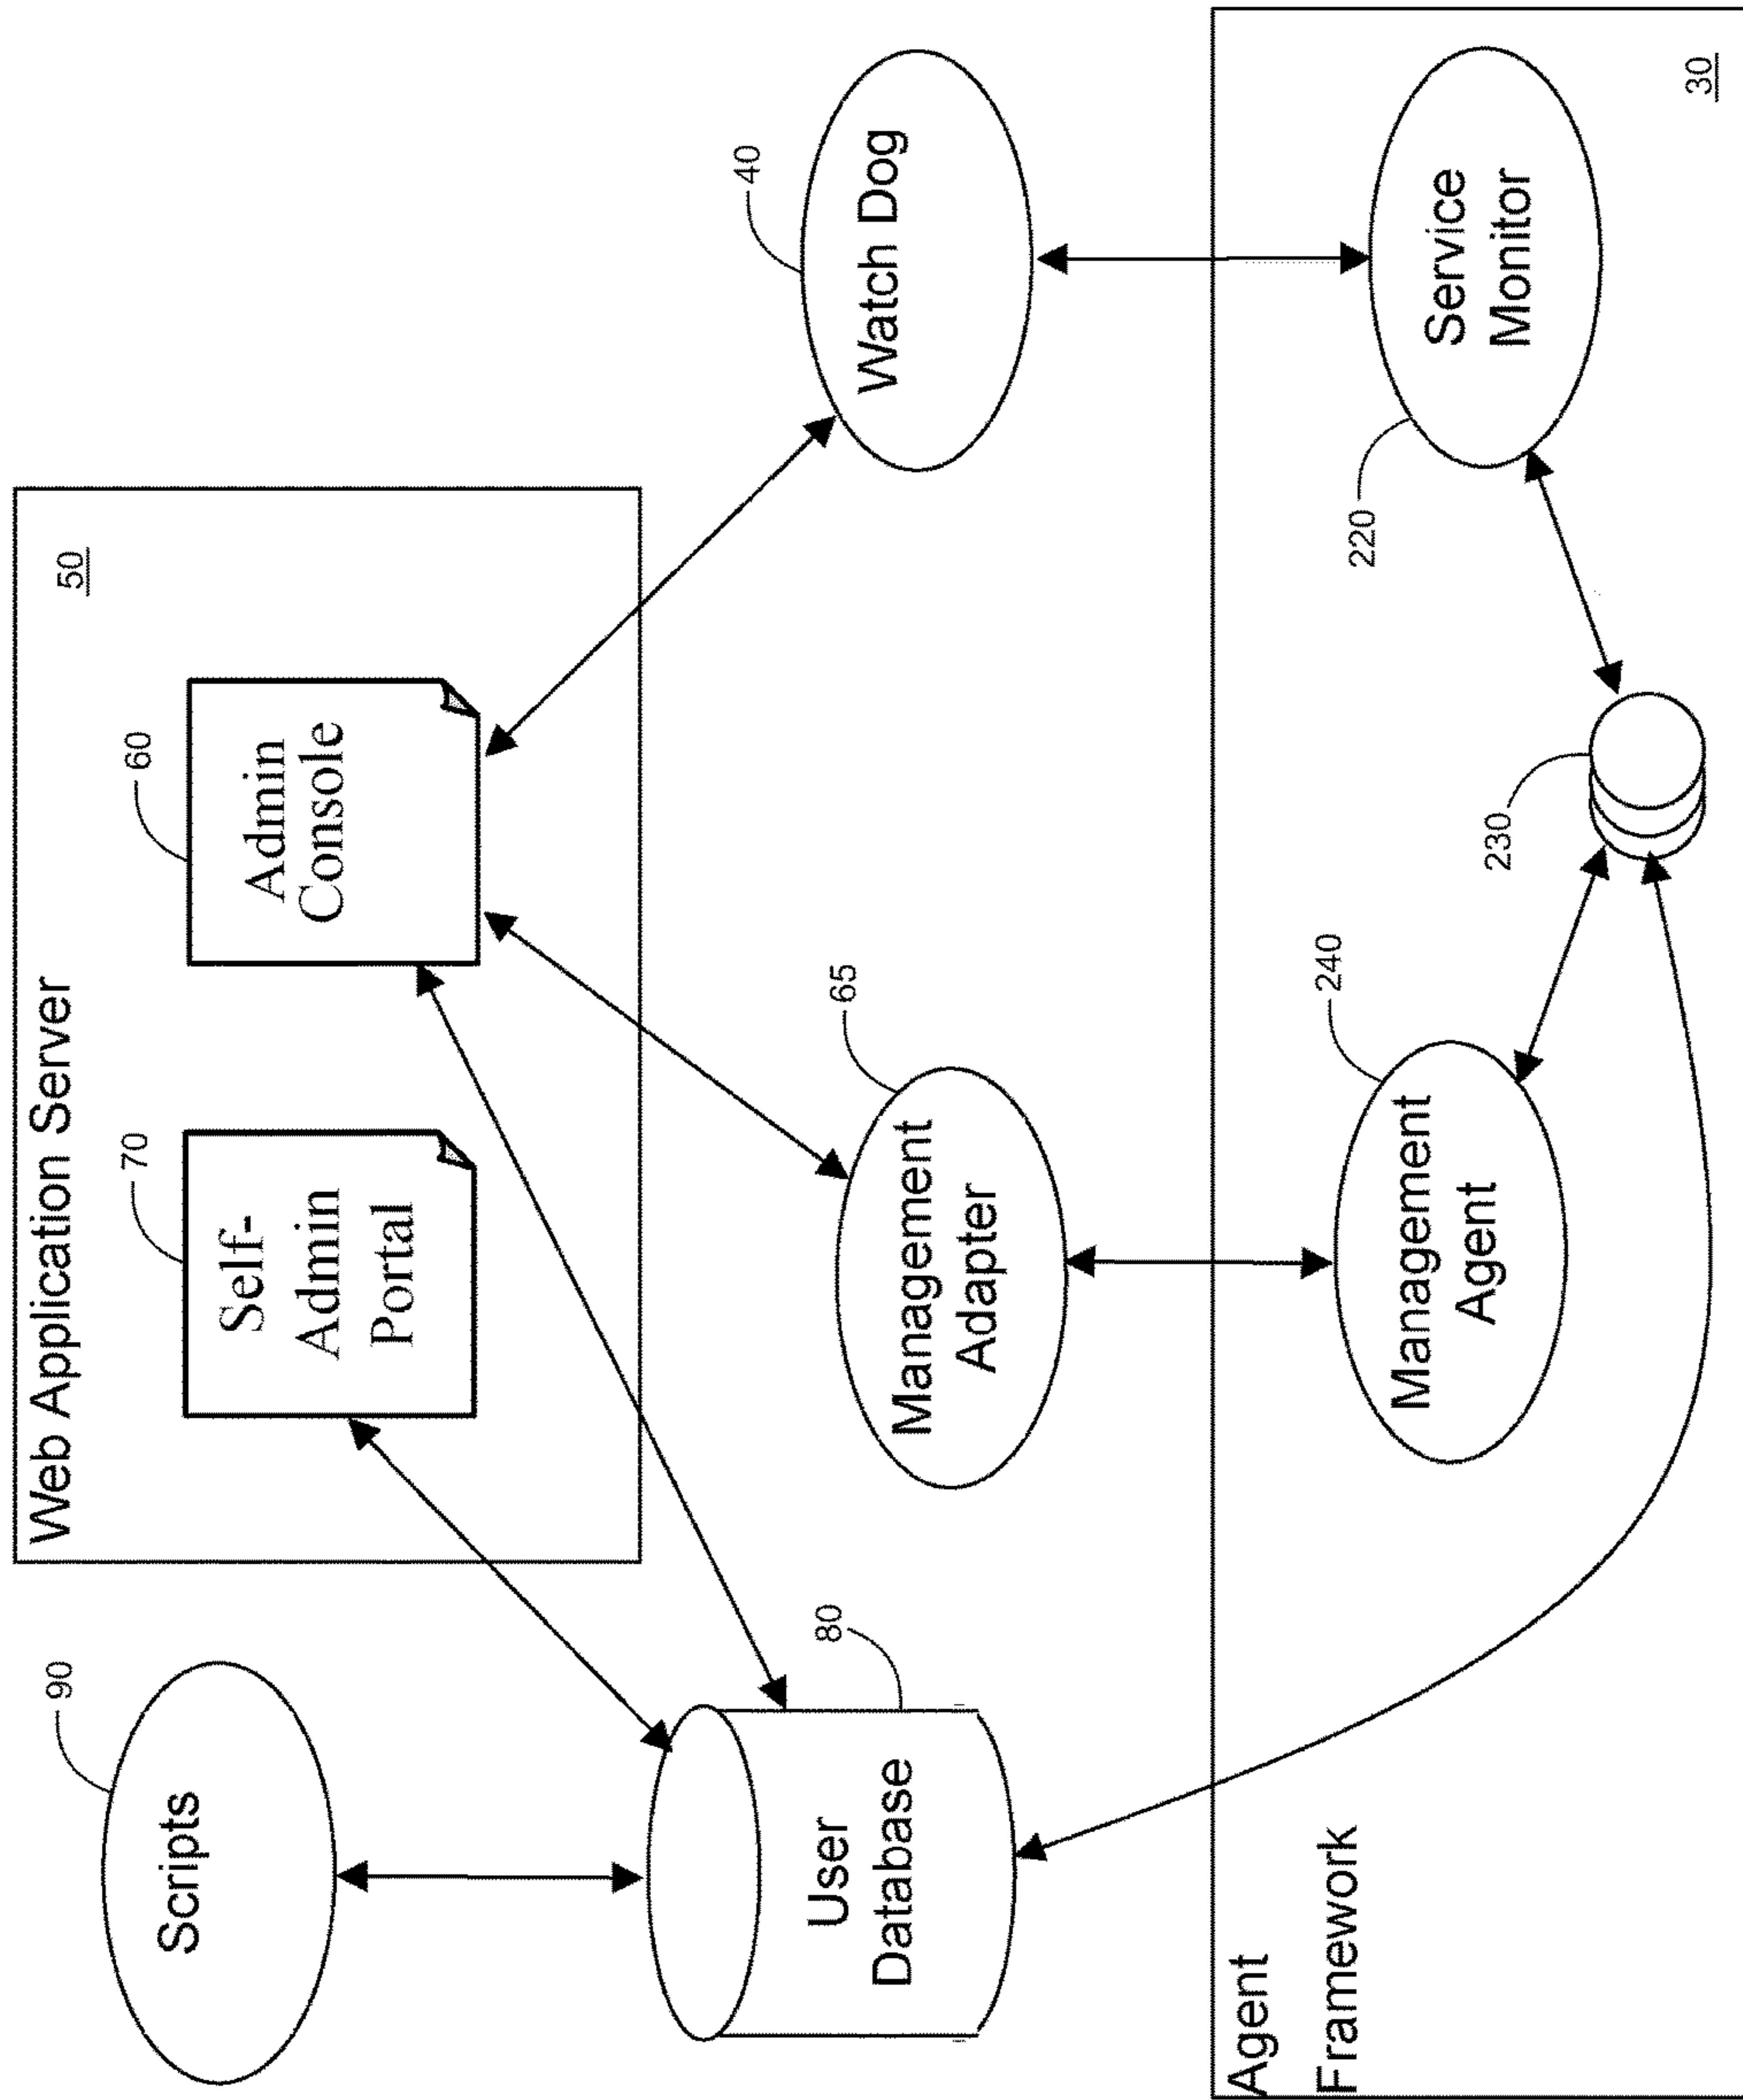 Web Application Server
50
90
Scripts
70
Self-
Admin
Portal
60
Admin
Console
80
User
Database
65
Management
Adapter
40
Watch Dog
Agent
Framework
240
Management
Agent
230
220
Service
Monitor
30